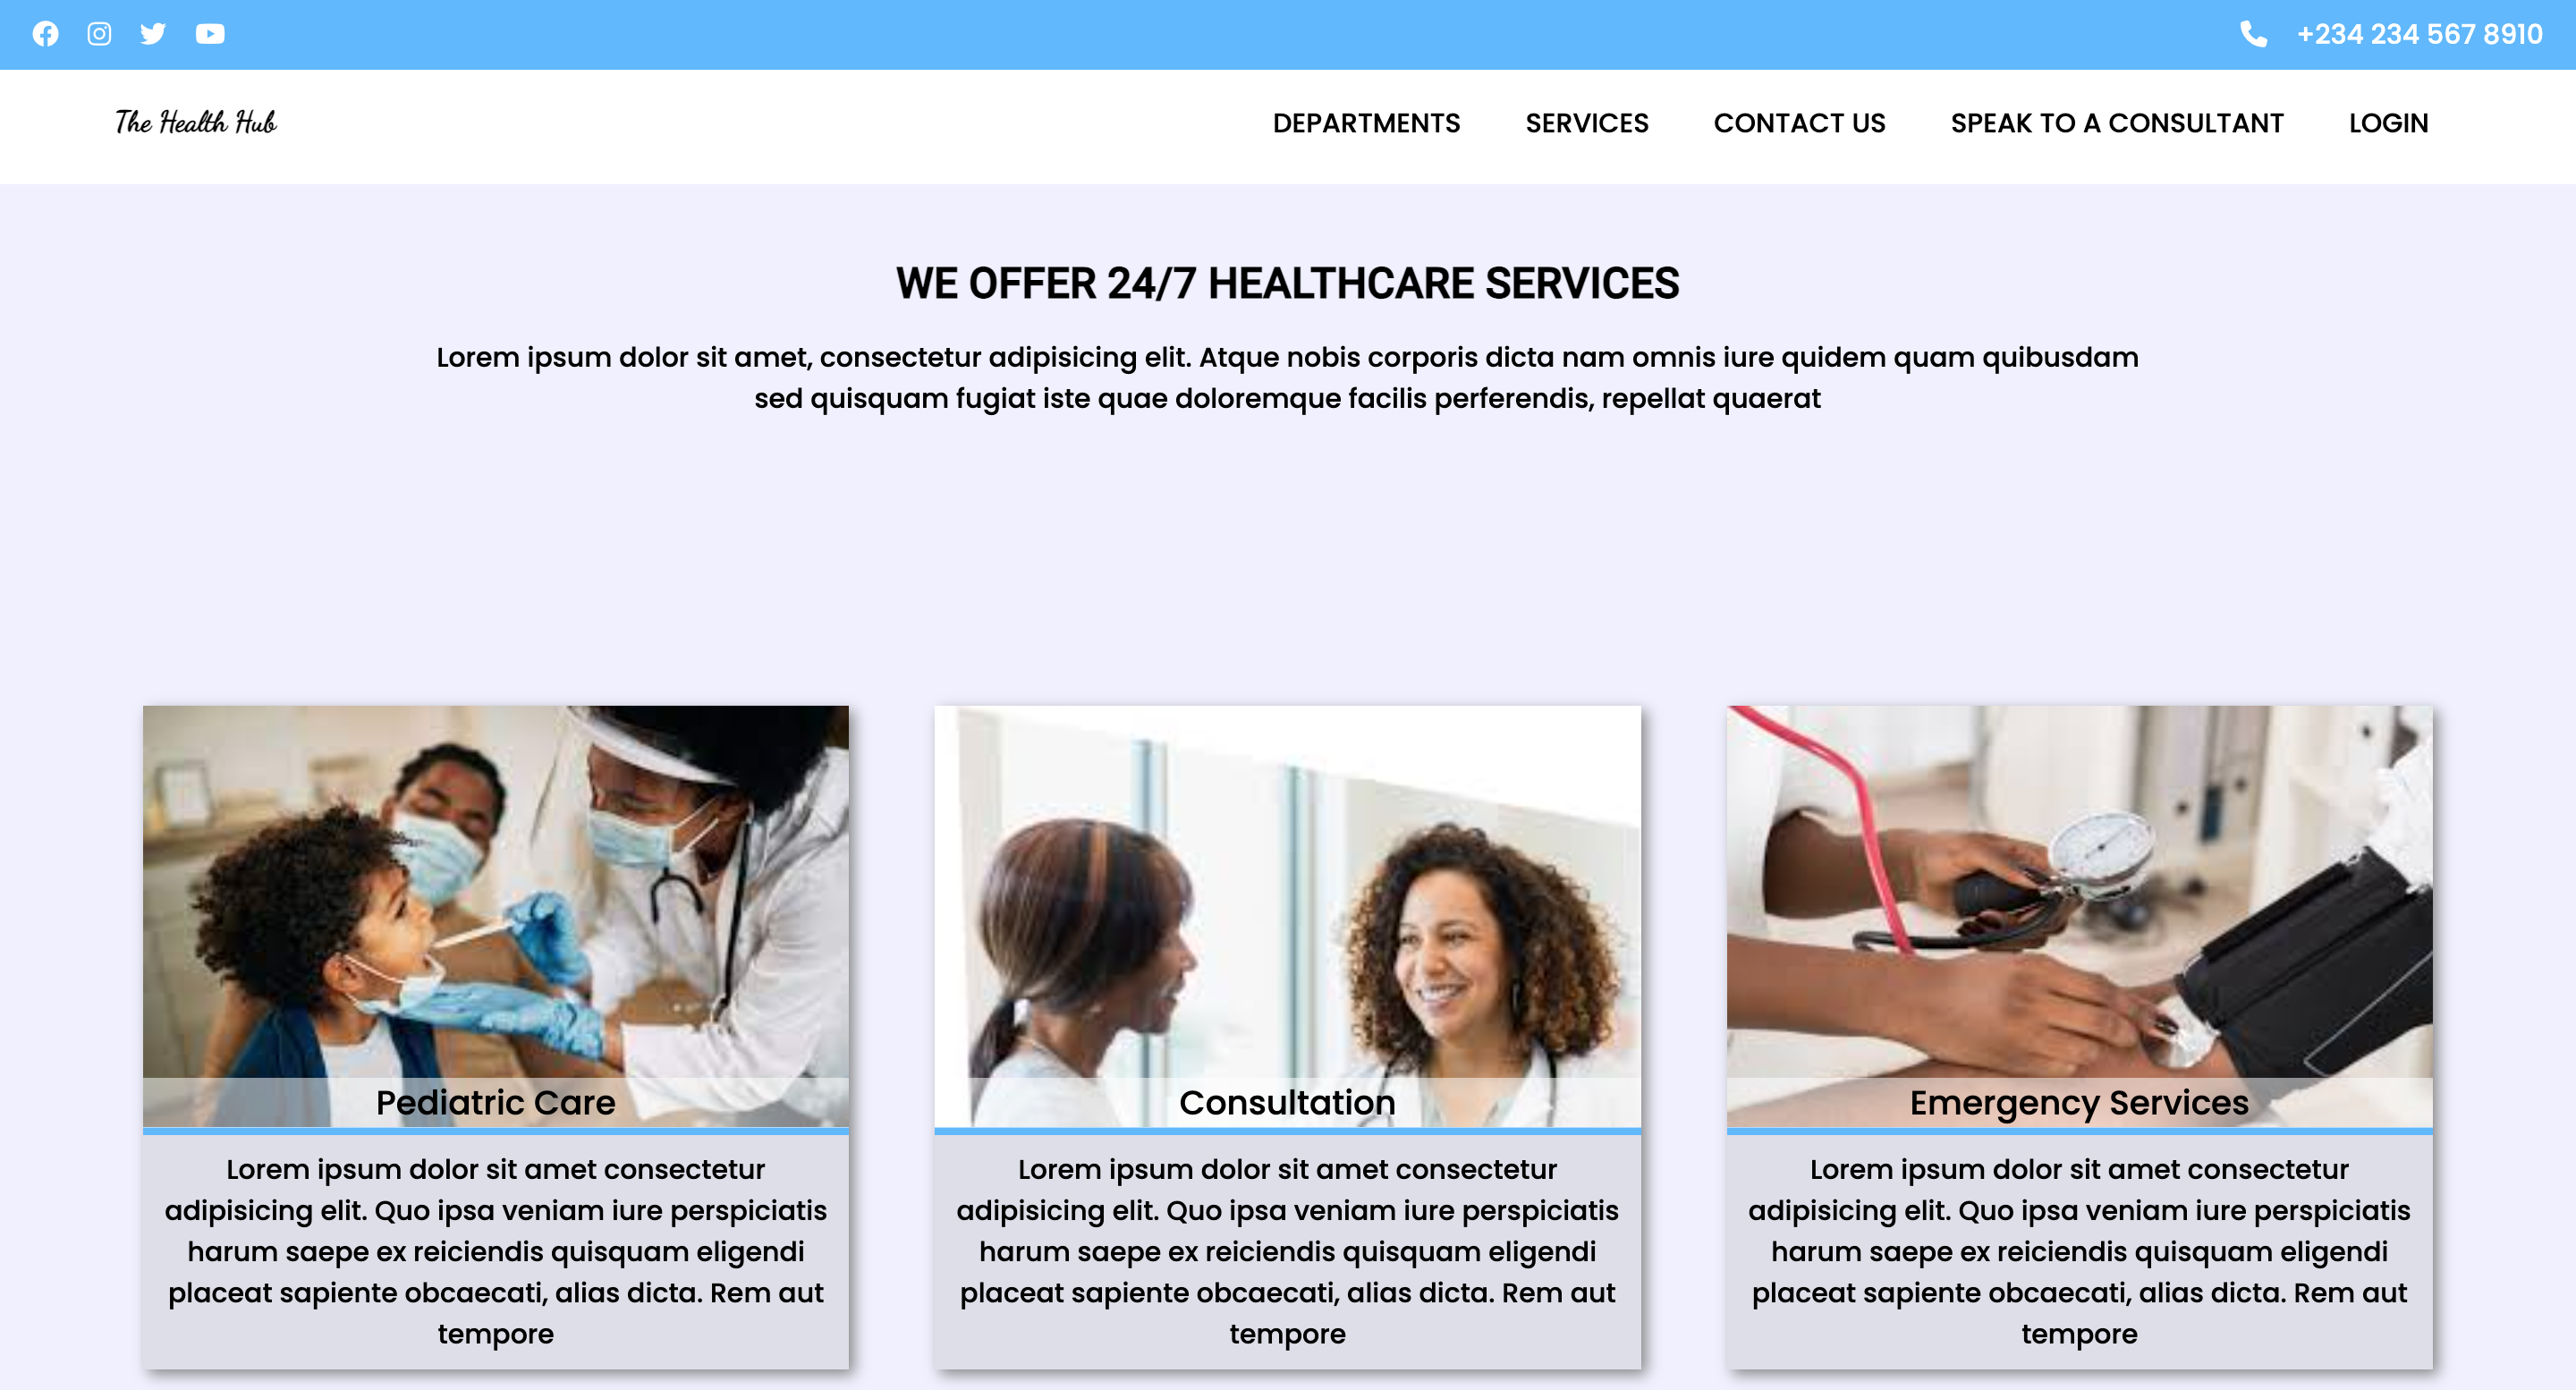 +234 234 567 8910
The Health Hub
DEPARTMENTS SERVICES CONTACT US SPEAK TO A CONSULTANT LOGIN
WE OFFER 24/7 HEALTHCARE SERVICES
Lorem ipsum dolor sit amet, consectetur adipisicing elit. Atque nobis corporis dicta nam omnis iure quidem quam quibusdam
sed quisquam fugiat iste quae doloremque facilis perferendis, repellat quaerat
Pediatric Care
Lorem ipsum dolor sit amet consectetur
adipisicing elit. Quo ipsa veniam iure perspiciatis
harum saepe ex reiciendis quisquam eligendi
placeat sapiente obcaecati, alias dicta. Rem aut
tempore
Consultation
Lorem ipsum dolor sit amet consectetur
adipisicing elit. Quo ipsa veniam iure perspiciatis
harum saepe ex reiciendis quisquam eligendi
placeat sapiente obcaecati, alias dicta. Rem aut
tempore
Emergency Services
Lorem ipsum dolor sit amet consectetur
adipisicing elit. Quo ipsa veniam iure perspiciatis
harum saepe ex reiciendis quisquam eligendi
placeat sapiente obcaecati, alias dicta. Rem aut
tempore